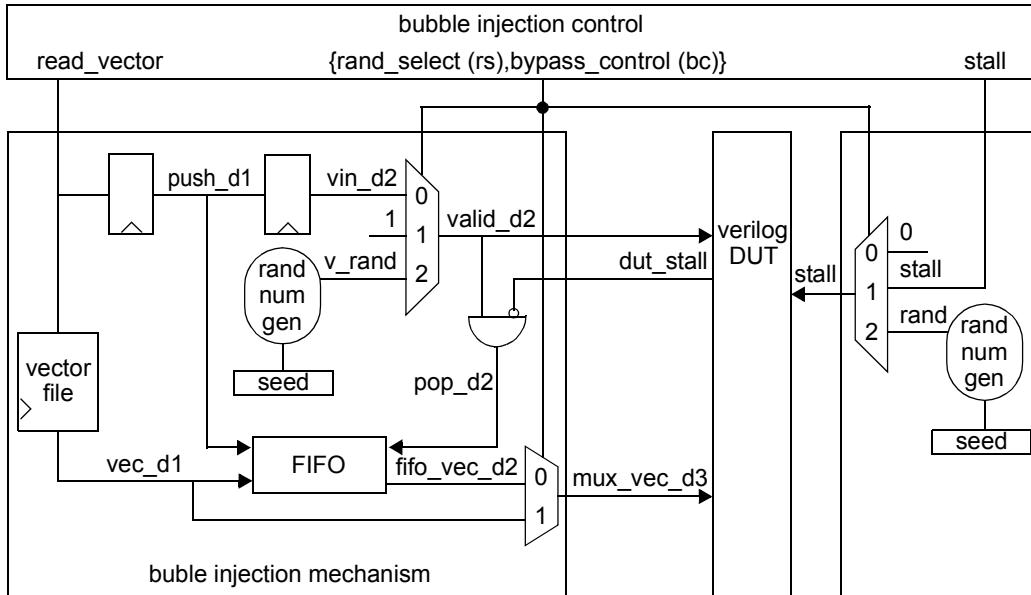 bubble injection control
read_vector {rand_select (rs),bypass_control (bc)} stall
push_d1 vin_d2 0
1 1 valid_d2
v_rand 2
rand
num
gen
seed
verilog
DUT
dut_stall
stall
0 0
1 stall
2 rand
rand
num
gen
seed
vector
file
pop_d2
vec_d1 FIFO fifo_vec_d2 0 mux_vec_d3
1
buble injection mechanism